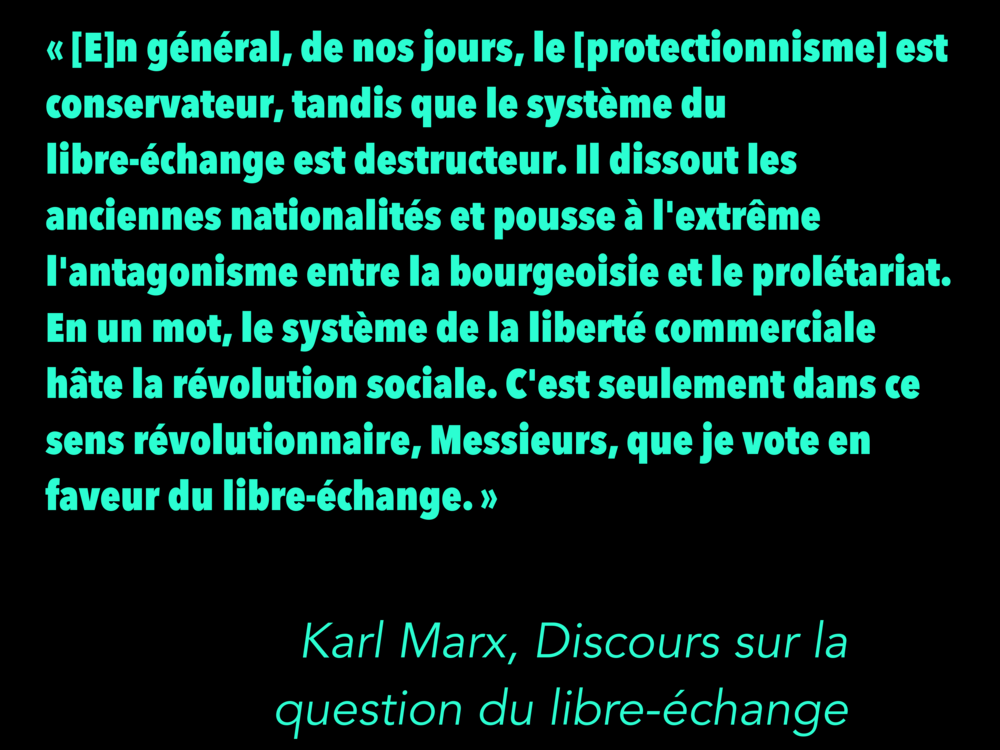 « [E]n général, de nos jours, le [protectionnisme] est
conservateur, tandis que le système du
libre-échange est destructeur. Il dissout les
anciennes nationalités et pousse à l'extrême
l'antagonisme entre la bourgeoisie et le prolétariat.
En un mot, le système de la liberté commerciale
hâte la révolution sociale. C'est seulement dans ce
sens révolutionnaire, Messieurs, que je vote en
faveur du libre-échange. »
Karl Marx, Discours sur la
question du libre-échange